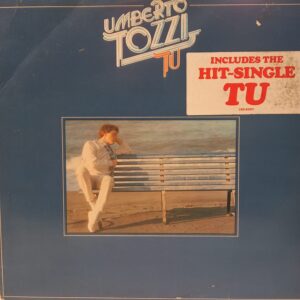 UMBERTO
TOZZI
TU
INCLUDES THE
HIT-SINGLE
TU